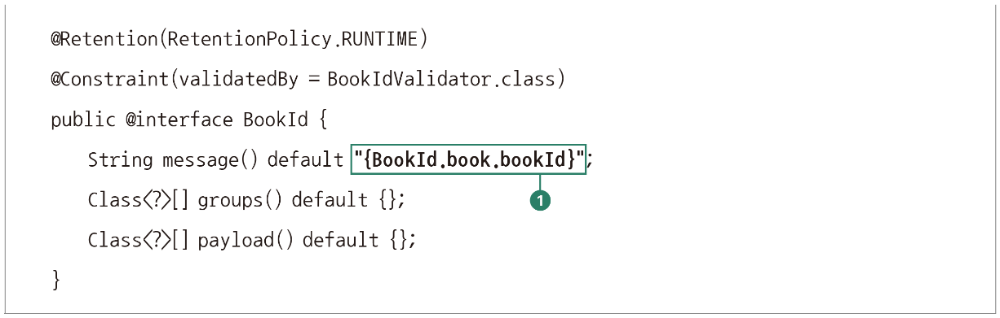 @Retention(RetentionPolicy.RUNTIME)
@Constraint(validatedBy = BookIdValidator.class)
public @interface BookId {
String message() default "{BookId.book.bookId}";
1
Class<?>[] groups() default {};
Class<?>[] payload() default {};
}